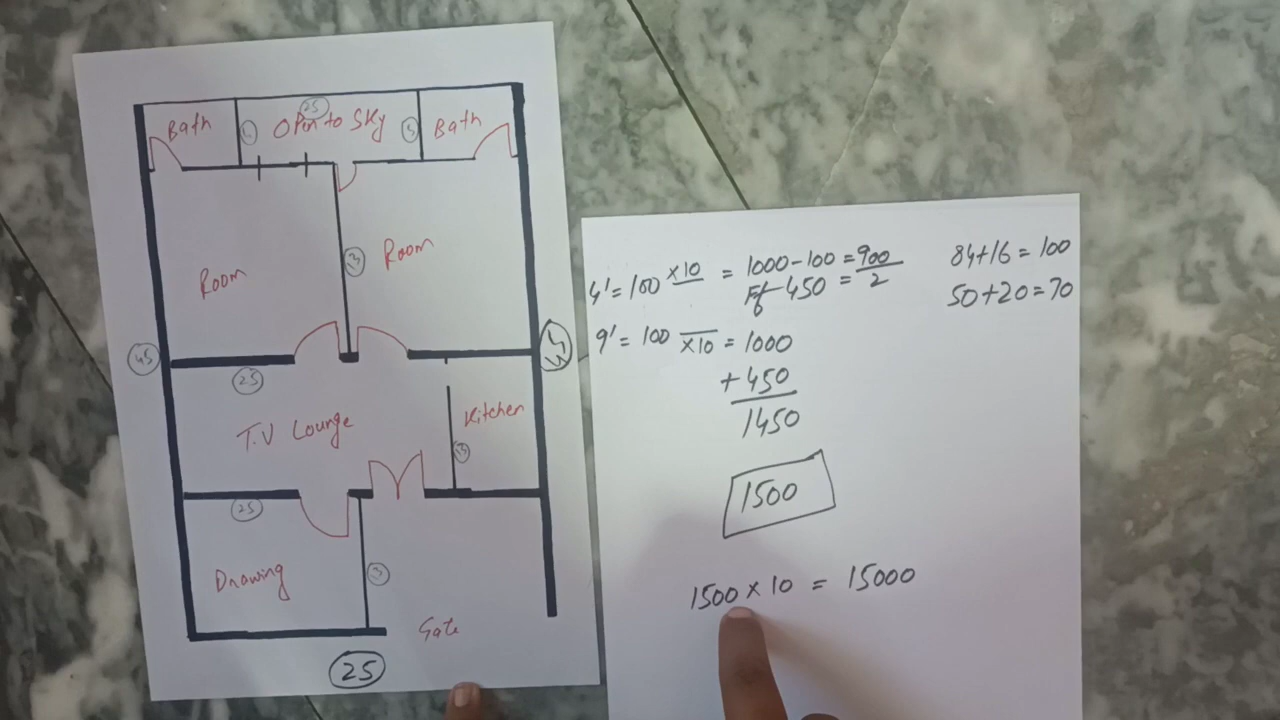 Bath
25
Open to Sky
Bath
Room
13
Room
45
25
T.V Lounge
Kitchen
25
Drawing
Gate
25
4' = 100 × 10 = 1000 - 100 = 900
450 = 2
9' = 100 × 10 = 1000
+ 450
1450
1500
1500 × 10 = 15000
84 + 16 = 100
50 + 20 = 70